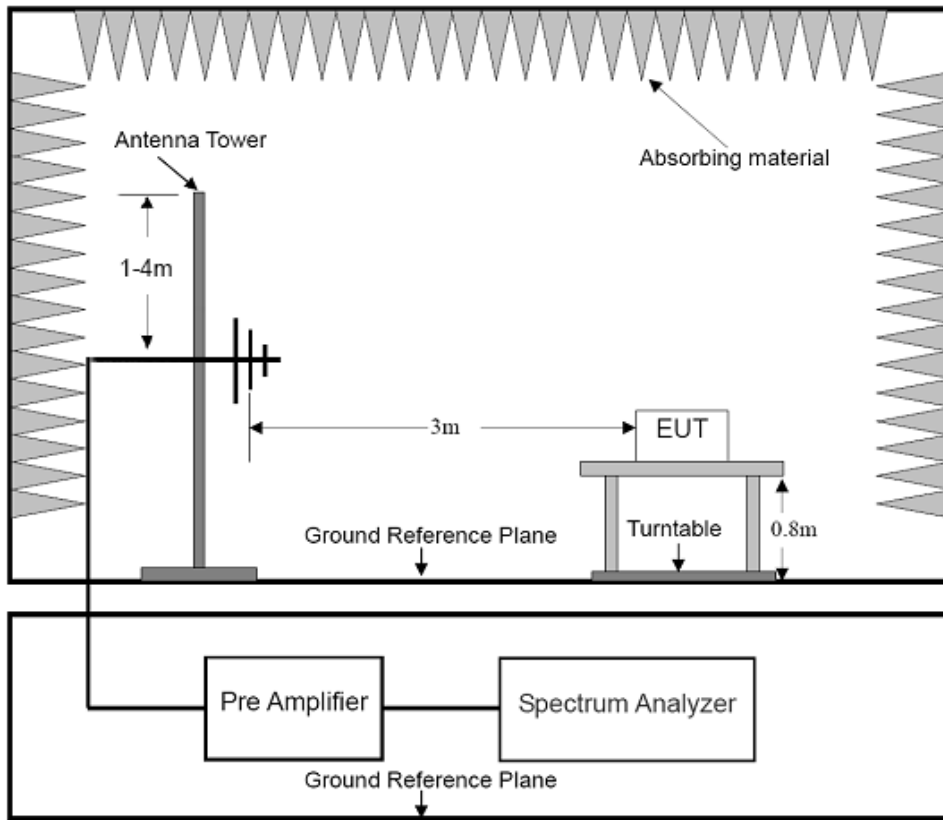 Antenna Tower
Absorbing material
1-4m
3m
EUT
Ground Reference Plane
Turntable
0.8m
Pre Amplifier
Spectrum Analyzer
Ground Reference Plane